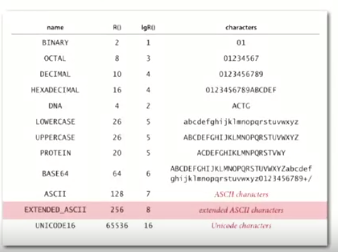 name R() lgR() characters
BINARY 2 1 01
OCTAL 8 3 01234567
DECIMAL 10 4 0123456789
HEXADECIMAL 16 4 0123456789ABCDEF
DNA 4 2 ACTG
LOWERCASE 26 5 abcdefghijklmnopqrstuvwxyz
UPPERCASE 26 5 ABCDEFGHIJKLMNOPQRSTUVWXYZ
PROTEIN 20 5 ACDEFGHIKLMNPQRSTVWY
BASE64 64 6 ABCDEFGHIJKLMNOPQRSTUVWXYZabcdef
ghijklmnopqrstuvwxyz0123456789+/
ASCII 128 7 ASCII characters
EXTENDED_ASCII 256 8 extended ASCII characters
UNICODE16 65536 16 Unicode characters